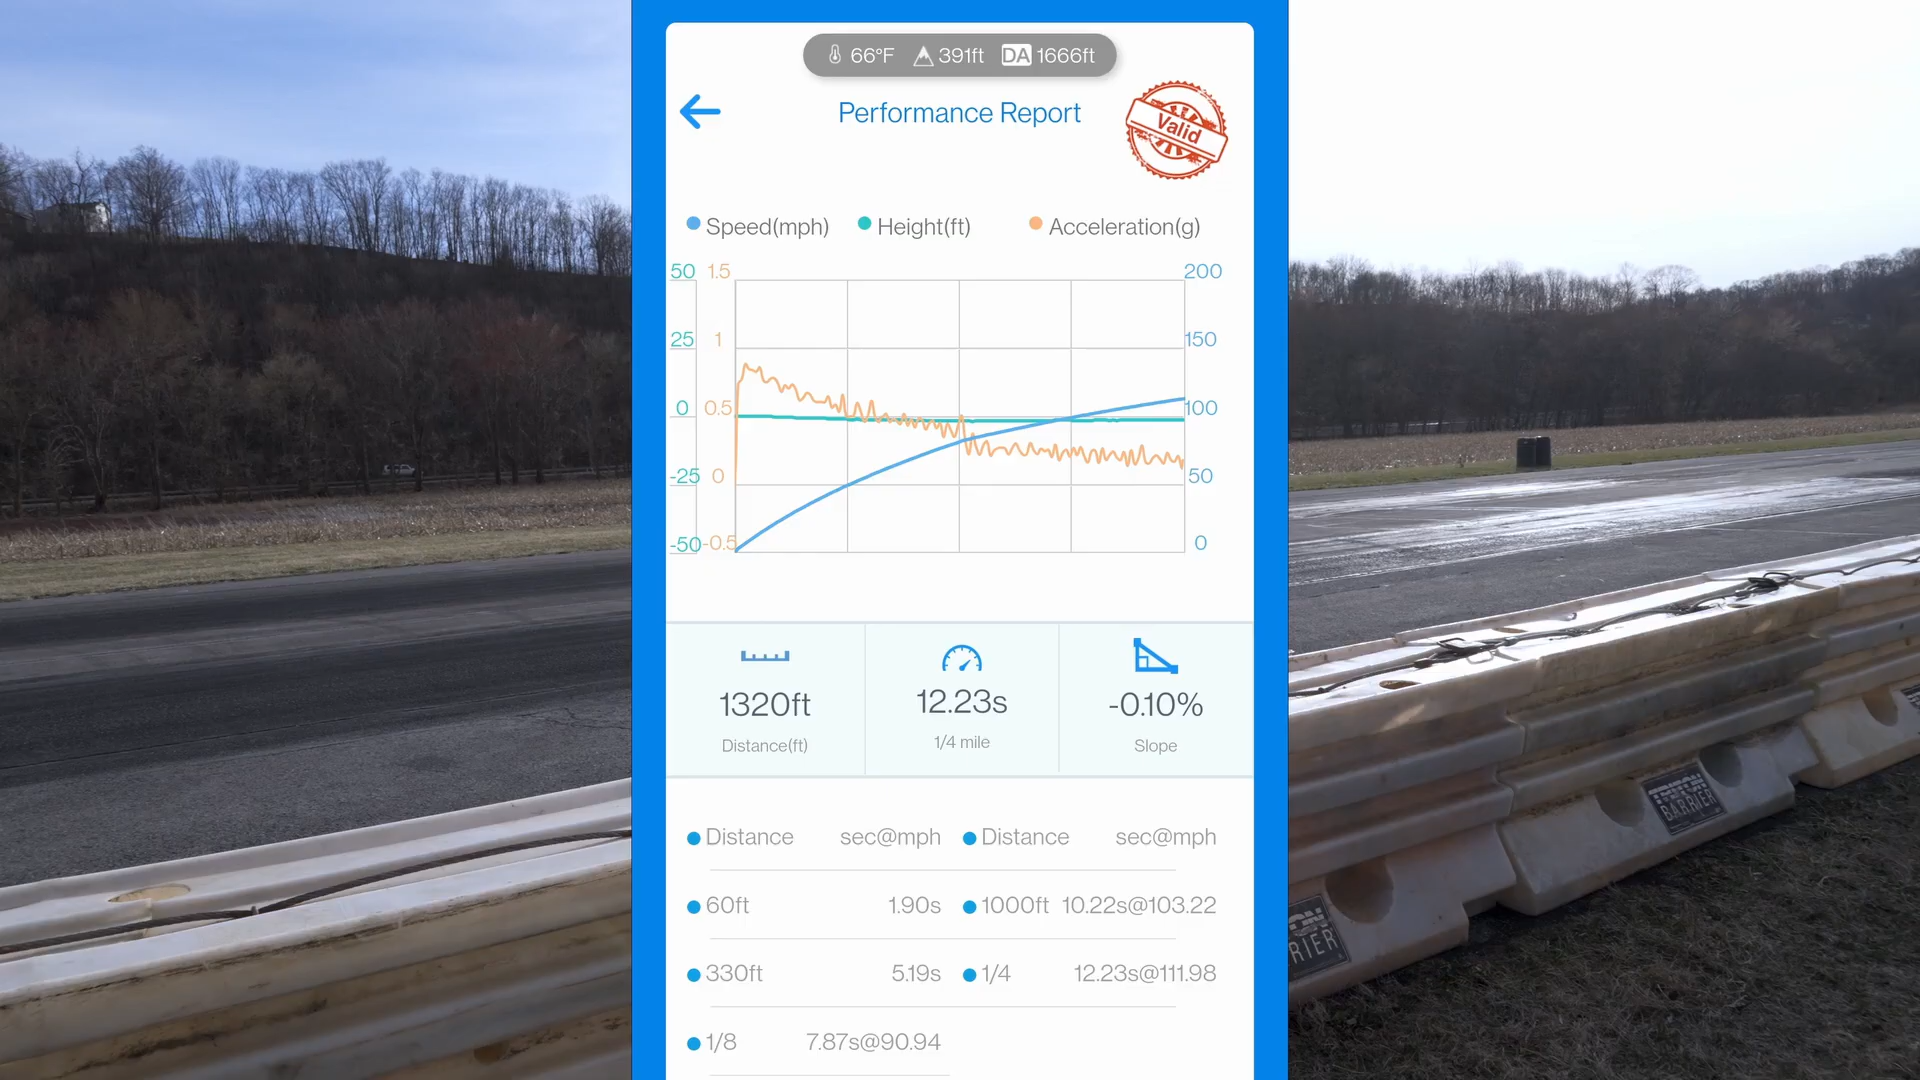 66°F 391ft DA 1666ft
Performance Report
Valid
Speed(mph) Height(ft) Acceleration(g)
50 1.5 200
25 1 150
0 0.5 100
-25 0 50
-50 -0.5 0
1320ft 12.23s -0.10%
Distance(ft) 1/4 mile Slope
Distance sec@mph Distance sec@mph
60ft 1.90s 1000ft 10.22s@103.22
330ft 5.19s 1/4 12.23s@111.98
1/8 7.87s@90.94
BARRIER